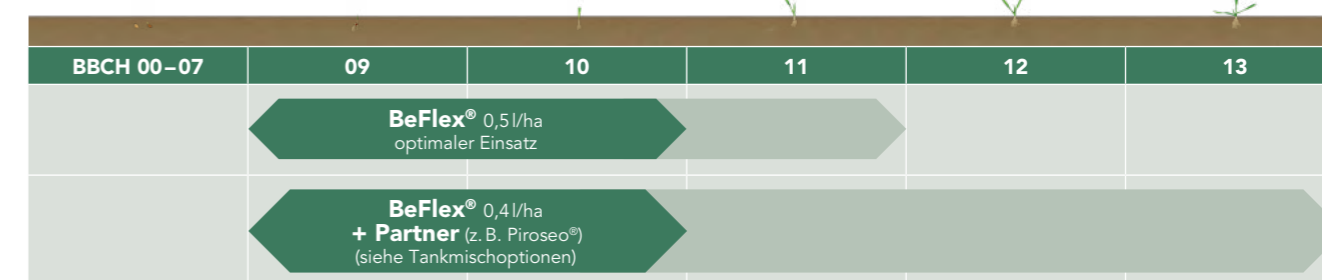 BBCH 00–07 09 10 11 12 13
BeFlex® 0,5 l/ha
optimaler Einsatz
BeFlex® 0,4 l/ha
+ Partner (z. B. Piroseo®)
(siehe Tankmischoptionen)